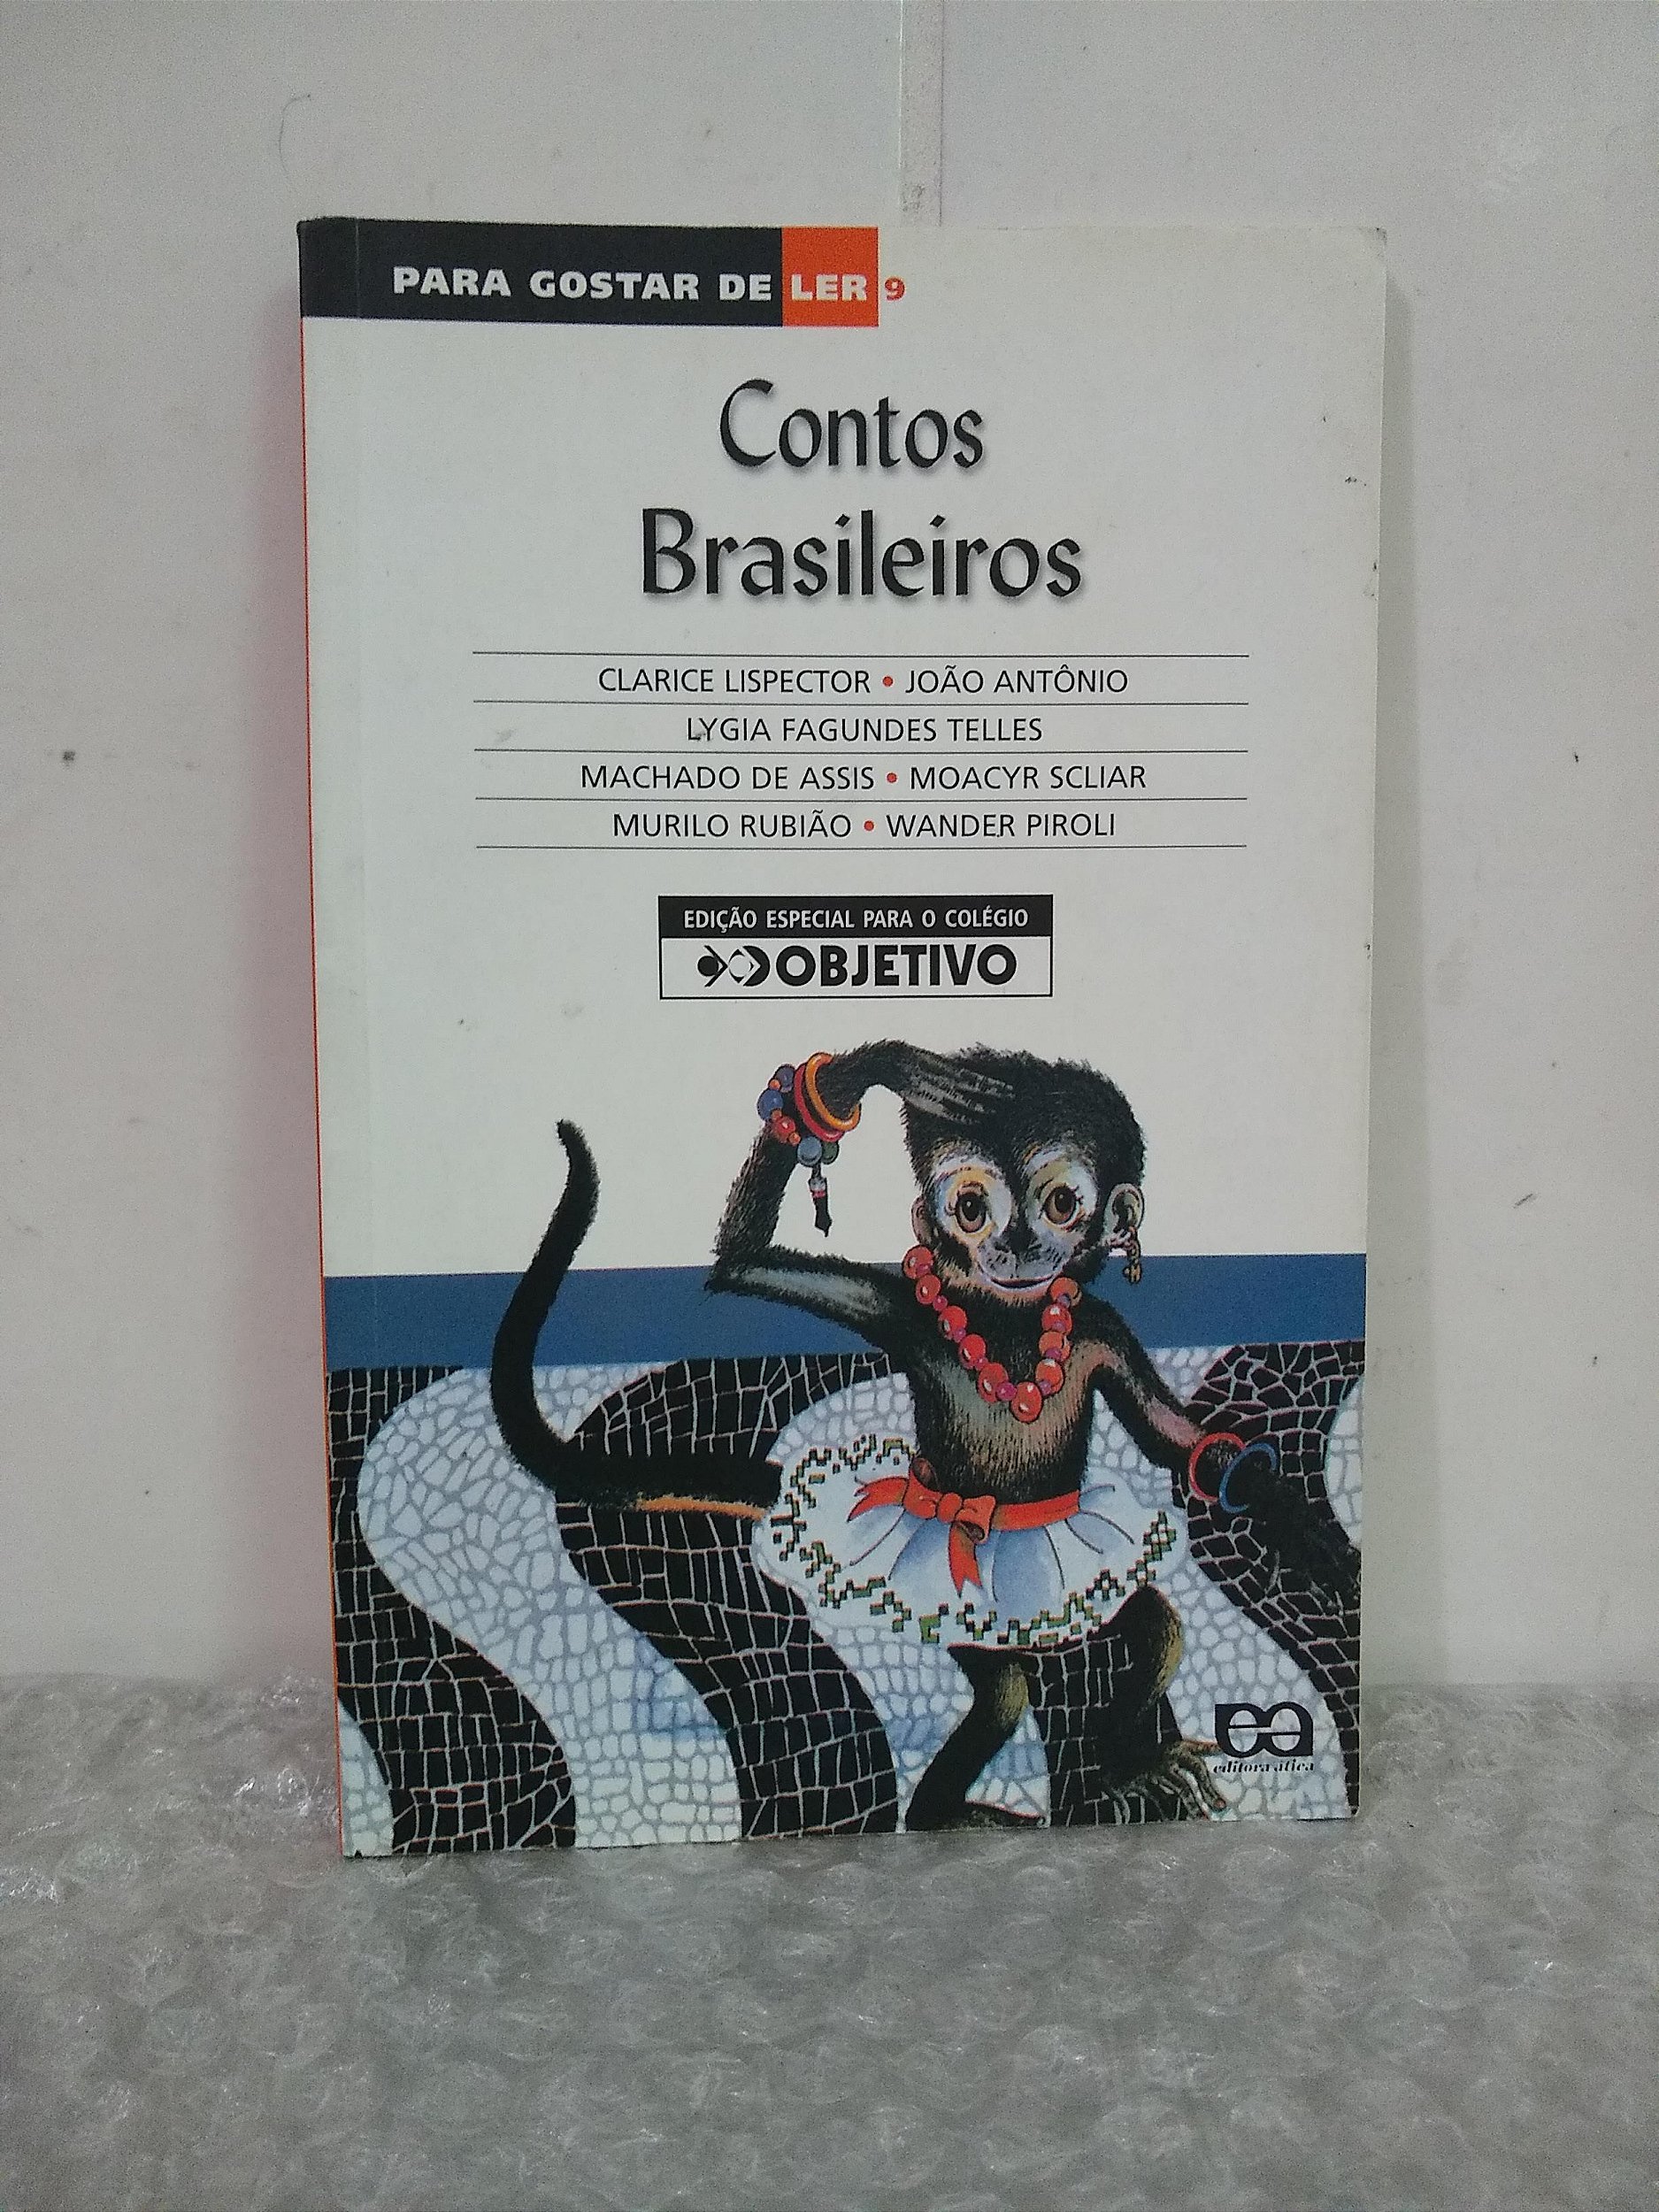 PARA GOSTAR DE LER 9
Contos
Brasileiros
CLARICE LISPECTOR • JOÃO ANTÔNIO
LYGIA FAGUNDES TELLES
MACHADO DE ASSIS • MOACYR SCLIAR
MURILO RUBIÃO • WANDER PIROLI
EDIÇÃO ESPECIAL PARA O COLÉGIO
OBJETIVO
ea
editora ática